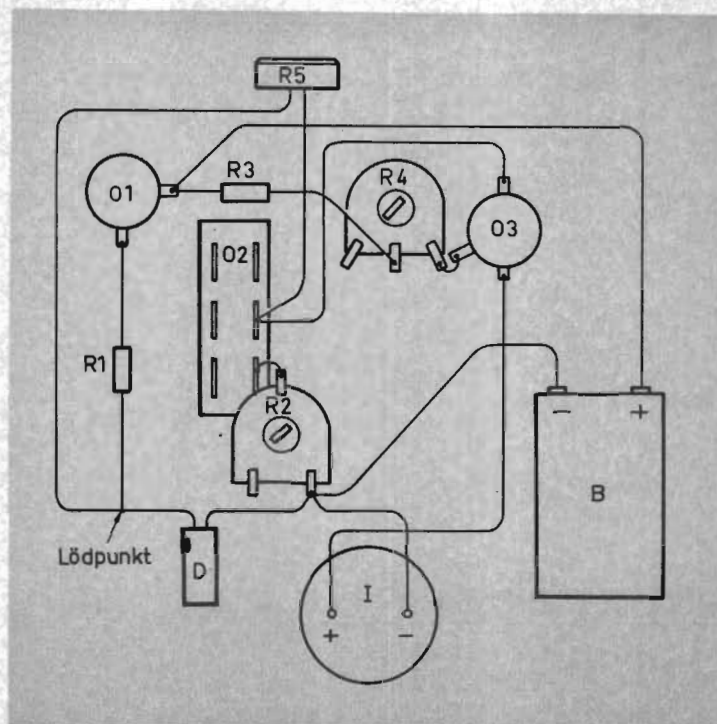 R5
O1
R3
R4
O3
O2
R1
R2
− +
B
Lödpunkt
D
I
+ −